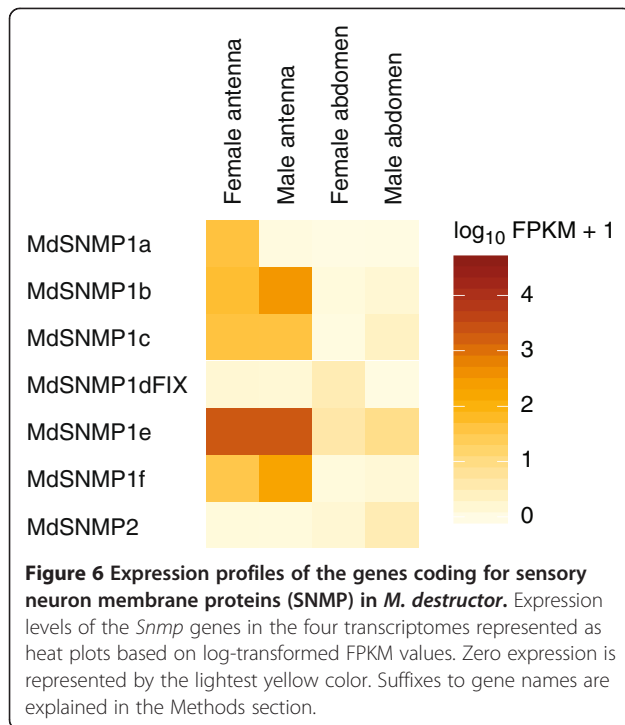 Female antenna
Male antenna
Female abdomen
Male abdomen
MdSNMP1a
MdSNMP1b
MdSNMP1c
MdSNMP1dFIX
MdSNMP1e
MdSNMP1f
MdSNMP2
log10 FPKM + 1
4
3
2
1
0
Figure 6 Expression profiles of the genes coding for sensory
neuron membrane proteins (SNMP) in M. destructor. Expression
levels of the Snmp genes in the four transcriptomes represented as
heat plots based on log-transformed FPKM values. Zero expression is
represented by the lightest yellow color. Suffixes to gene names are
explained in the Methods section.